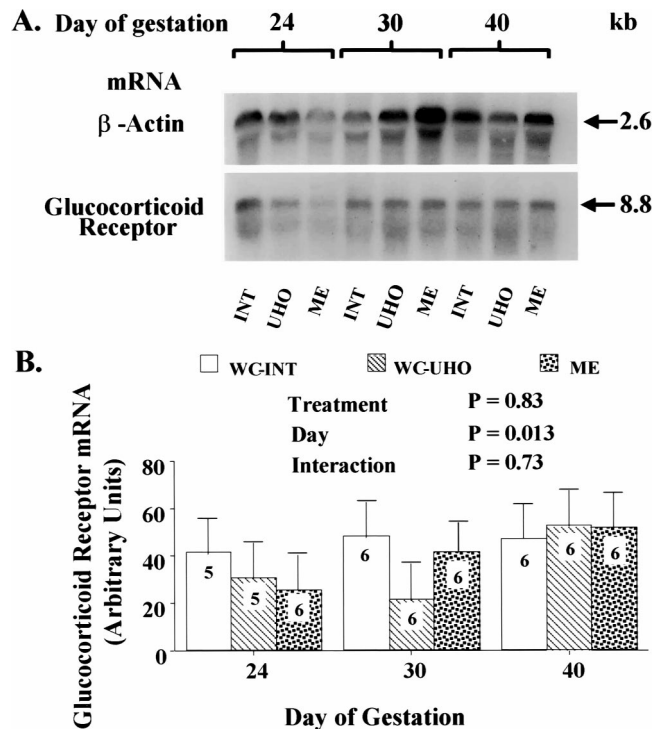 A. Day of gestation 24 30 40 kb
mRNA
β -Actin 2.6
Glucocorticoid Receptor 8.8
INT UHO ME INT UHO ME INT UHO ME
B. WC-INT WC-UHO ME
Treatment P = 0.83
Day P = 0.013
Interaction P = 0.73
Glucocorticoid Receptor mRNA
(Arbitrary Units)
80
60
40
20
0
5 5 6 6 6 6 6 6 6
24 30 40
Day of Gestation